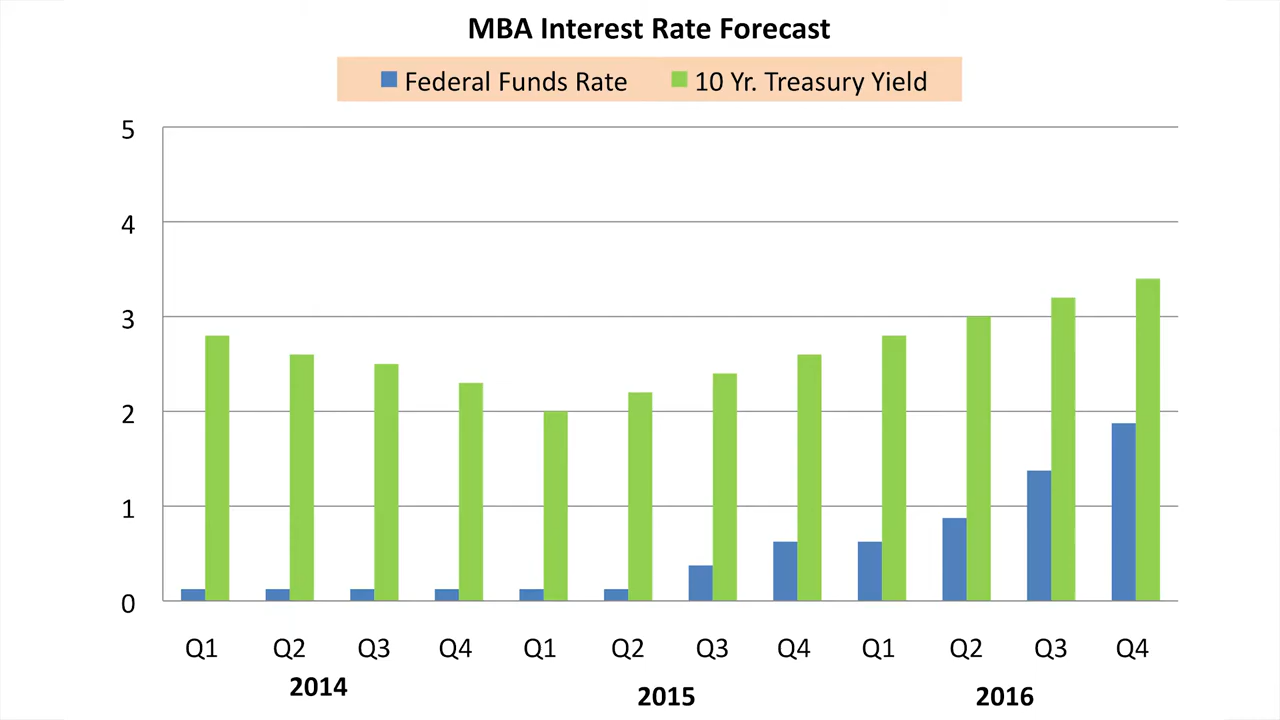 MBA Interest Rate Forecast
Federal Funds Rate 10 Yr. Treasury Yield
5
4
3
2
1
0
Q1 Q2 Q3 Q4 Q1 Q2 Q3 Q4 Q1 Q2 Q3 Q4
2014 2015 2016